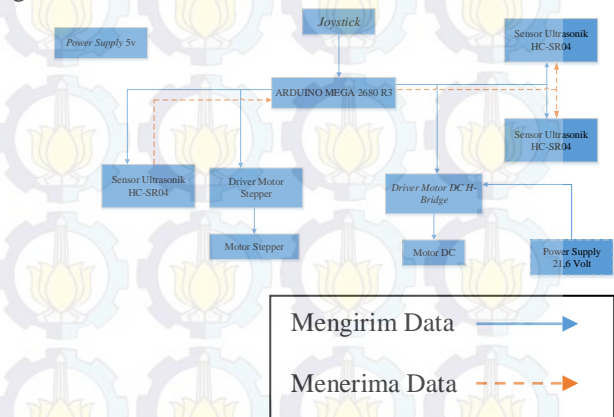 Joystick
Power Supply 5v
Sensor Ultrasonik
HC-SR04
ARDUINO MEGA 2680 R3
Sensor Ultrasonik
HC-SR04
Sensor Ultrasonik
HC-SR04
Driver Motor
Stepper
Driver Motor DC H-
Bridge
Motor Stepper
Motor DC
Power Supply
21,6 Volt
Mengirim Data
Menerima Data